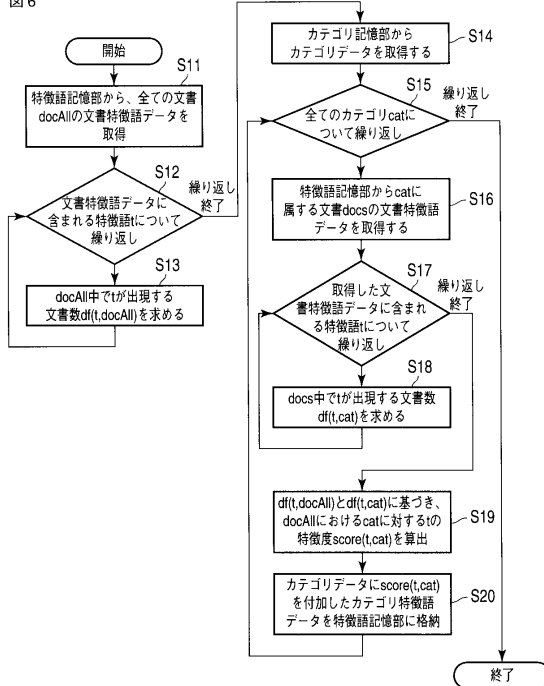 図6
開始
S11
特徴語記憶部から、全ての文書
docAllの文書特徴語データを
取得
S12
文書特徴語データに
含まれる特徴語tについて
繰り返し
繰り返し
終了
S13
docAll中でtが出現する
文書数df(t,docAll)を求める
カテゴリ記憶部から
カテゴリデータを取得する
S14
S15
全てのカテゴリcatに
ついて繰り返し
繰り返し
終了
特徴語記憶部からcatに
属する文書docsの文書特徴語
データを取得する
S16
S17
取得した文
書特徴語データに含まれ
る特徴語tについて
繰り返し
繰り返し
終了
S18
docs中でtが出現する文書数
df(t,cat)を求める
df(t,docAll)とdf(t,cat)に基づき、
docAllにおけるcatに対するtの
特徴度score(t,cat)を算出
S19
カテゴリデータにscore(t,cat)
を付加したカテゴリ特徴語
データを特徴語記憶部に格納
S20
終了